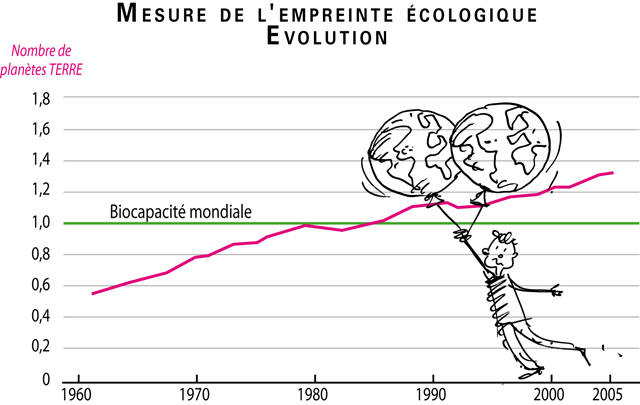 MESURE DE L'EMPREINTE ÉCOLOGIQUE
EVOLUTION
Nombre de
planètes TERRE
1,8
1,6
1,4
1,2
1,0
0,8
0,6
0,4
0,2
0
Biocapacité mondiale
1960 1970 1980 1990 2000 2005